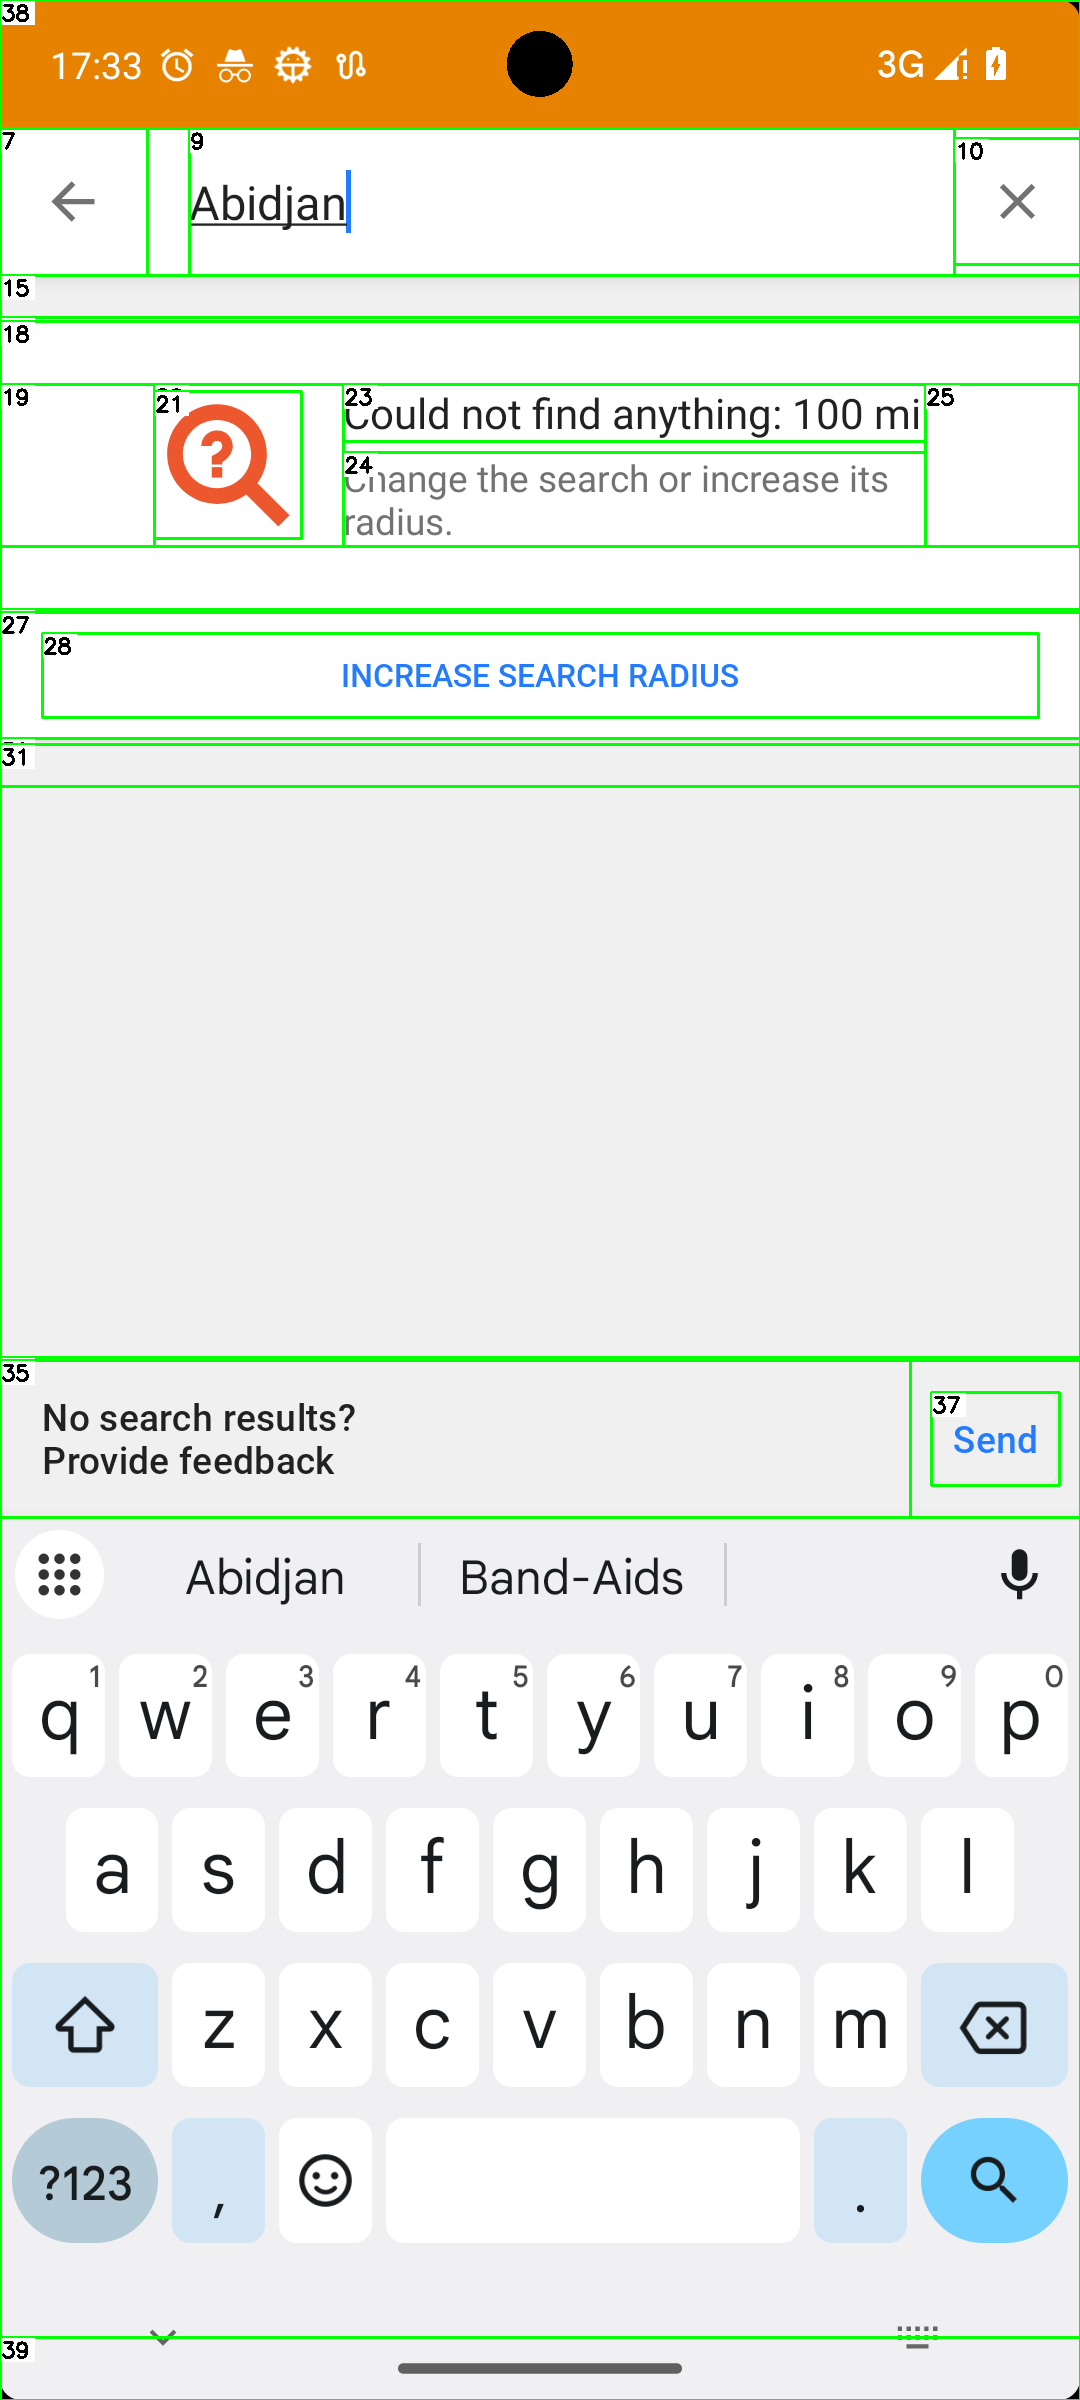 38
17:33 3G
7 9 10
Abidjan
15
18
19 21 23 25
Could not find anything: 100 mi
24
Change the search or increase its
radius.
27
28
INCREASE SEARCH RADIUS
31
35
No search results?
Provide feedback
37
Send
Abidjan Band-Aids
1 2 3 4 5 6 7 8 9 0
q w e r t y u i o p
a s d f g h j k l
z x c v b n m
?123 , .
39